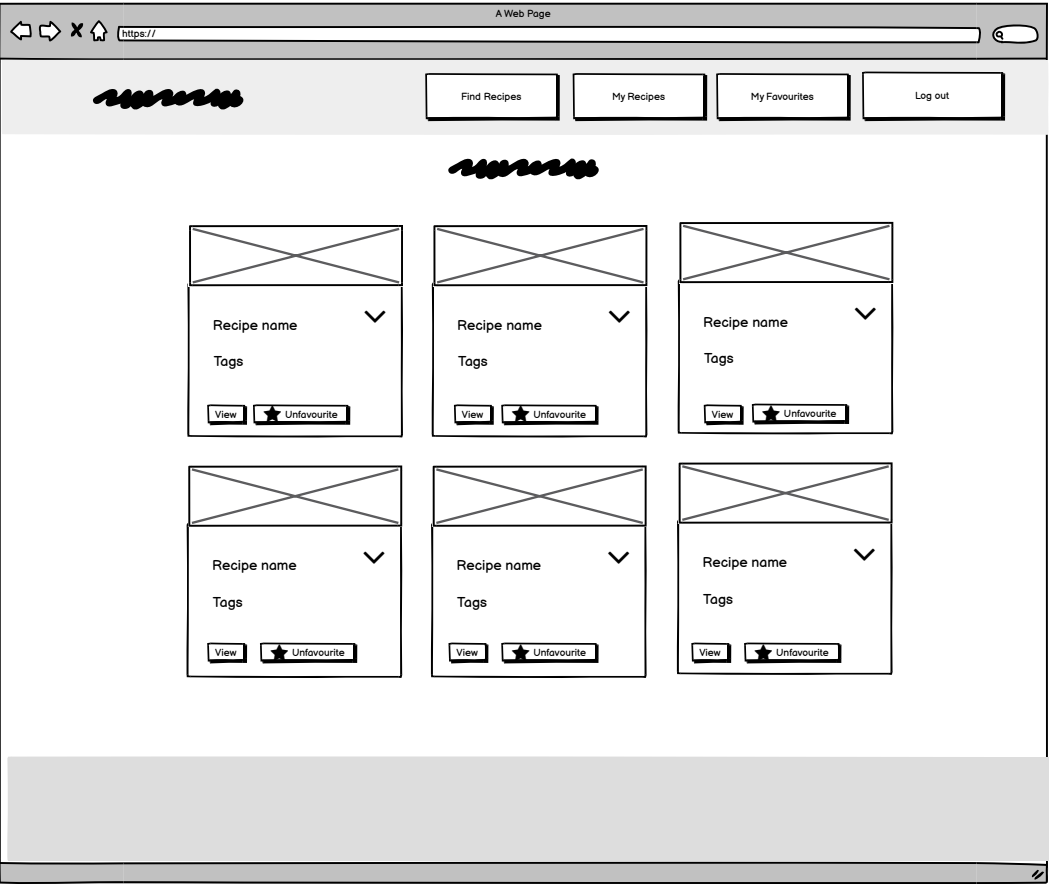 A Web Page
https://
Find Recipes
My Recipes
My Favourites
Log out
Recipe name
Tags
View
Unfavourite
Recipe name
Tags
View
Unfavourite
Recipe name
Tags
View
Unfavourite
Recipe name
Tags
View
Unfavourite
Recipe name
Tags
View
Unfavourite
Recipe name
Tags
View
Unfavourite